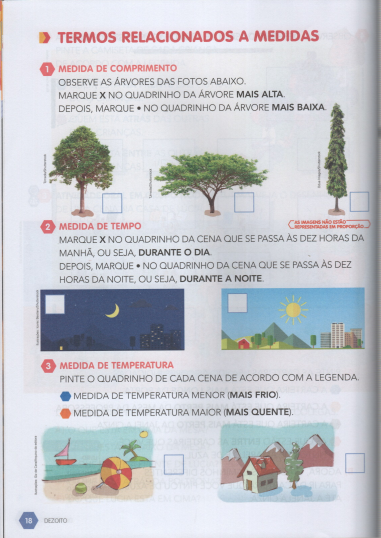 TERMOS RELACIONADOS A MEDIDAS
1 MEDIDA DE COMPRIMENTO
OBSERVE AS ÁRVORES DAS FOTOS ABAIXO.
MARQUE X NO QUADRINHO DA ÁRVORE MAIS ALTA.
DEPOIS, MARQUE • NO QUADRINHO DA ÁRVORE MAIS BAIXA.
AS IMAGENS NÃO ESTÃO
REPRESENTADAS EM PROPORÇÃO.
2 MEDIDA DE TEMPO
MARQUE X NO QUADRINHO DA CENA QUE SE PASSA ÀS DEZ HORAS DA
MANHÃ, OU SEJA, DURANTE O DIA.
DEPOIS, MARQUE • NO QUADRINHO DA CENA QUE SE PASSA ÀS DEZ
HORAS DA NOITE, OU SEJA, DURANTE A NOITE.
3 MEDIDA DE TEMPERATURA
PINTE O QUADRINHO DE CADA CENA DE ACORDO COM A LEGENDA.
MEDIDA DE TEMPERATURA MENOR (MAIS FRIO).
MEDIDA DE TEMPERATURA MAIOR (MAIS QUENTE).
18 DEZOITO